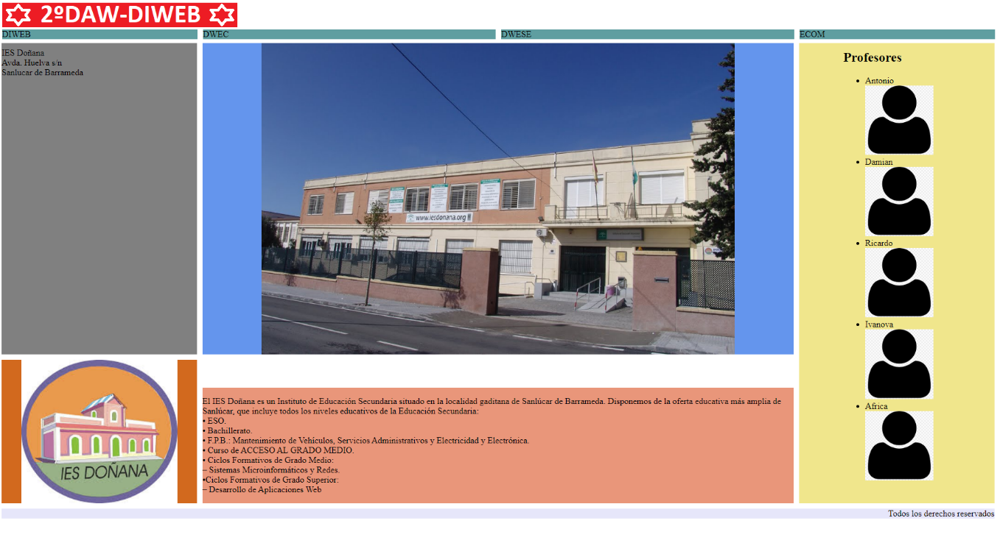 2ºDAW-DIWEB
DIWEB
DWEC
DWESE
ECOM
IES Doñana
Avda. Huelva s/n
Sanlucar de Barrameda
www.iesdonana.org
Profesores
• Antonio
• Damian
• Ricardo
• Ivanova
• Africa
IES DOÑANA
El IES Doñana es un Instituto de Educación Secundaria situado en la localidad gaditana de Sanlúcar de Barrameda. Disponemos de la oferta educativa más amplia de
Sanlúcar, que incluye todos los niveles educativos de la Educación Secundaria:
• ESO.
• Bachillerato.
• F.P.B.: Mantenimiento de Vehículos, Servicios Administrativos y Electricidad y Electrónica.
• Curso de ACCESO AL GRADO MEDIO.
• Ciclos Formativos de Grado Medio:
– Sistemas Microinformáticos y Redes.
•Ciclos Formativos de Grado Superior:
– Desarrollo de Aplicaciones Web
Todos los derechos reservados